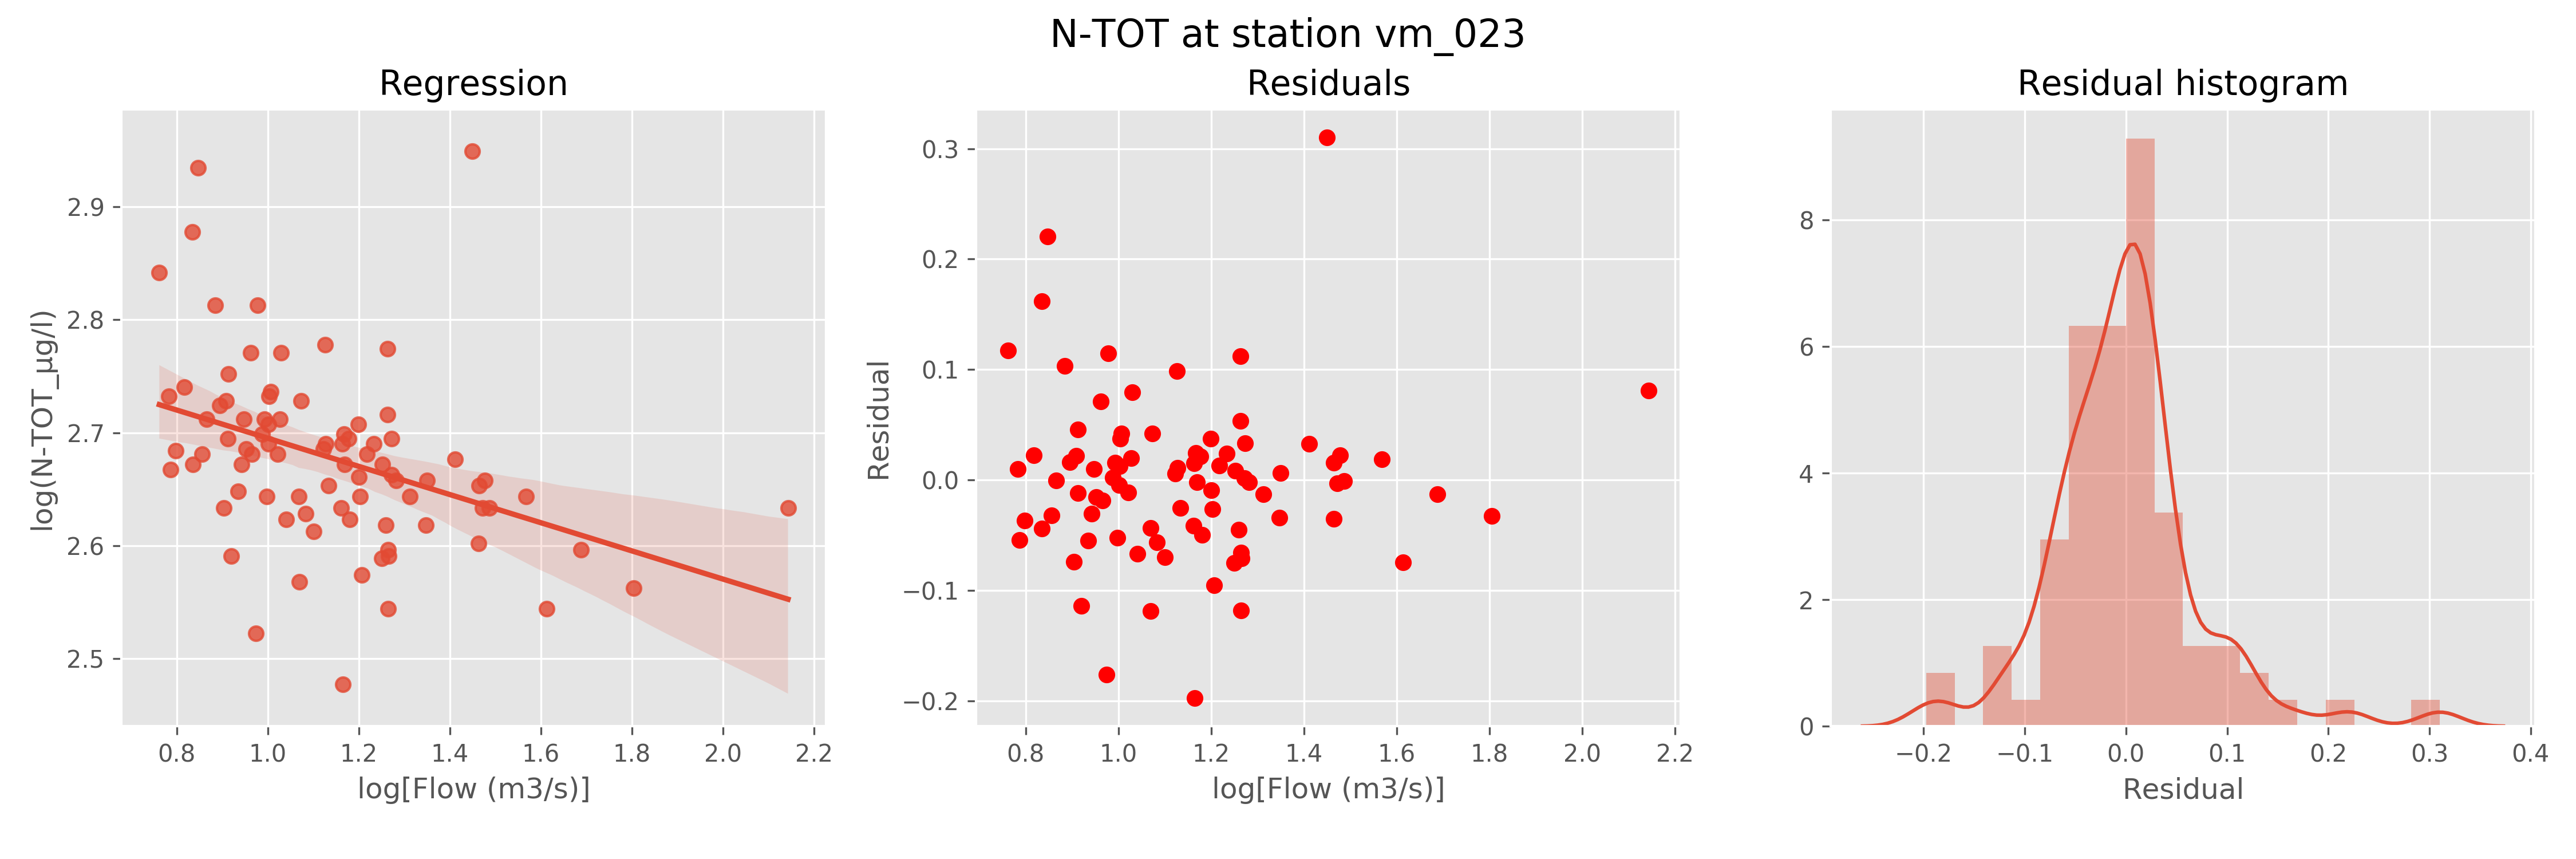 N-TOT at station vm_023
Regression
2.9
2.8
2.7
2.6
2.5
log(N-TOT_µg/l)
0.8 1.0 1.2 1.4 1.6 1.8 2.0 2.2
log[Flow (m3/s)]
Residuals
0.3
0.2
0.1
0.0
−0.1
−0.2
Residual
0.8 1.0 1.2 1.4 1.6 1.8 2.0 2.2
log[Flow (m3/s)]
Residual histogram
8
6
4
2
0
−0.2 −0.1 0.0 0.1 0.2 0.3 0.4
Residual